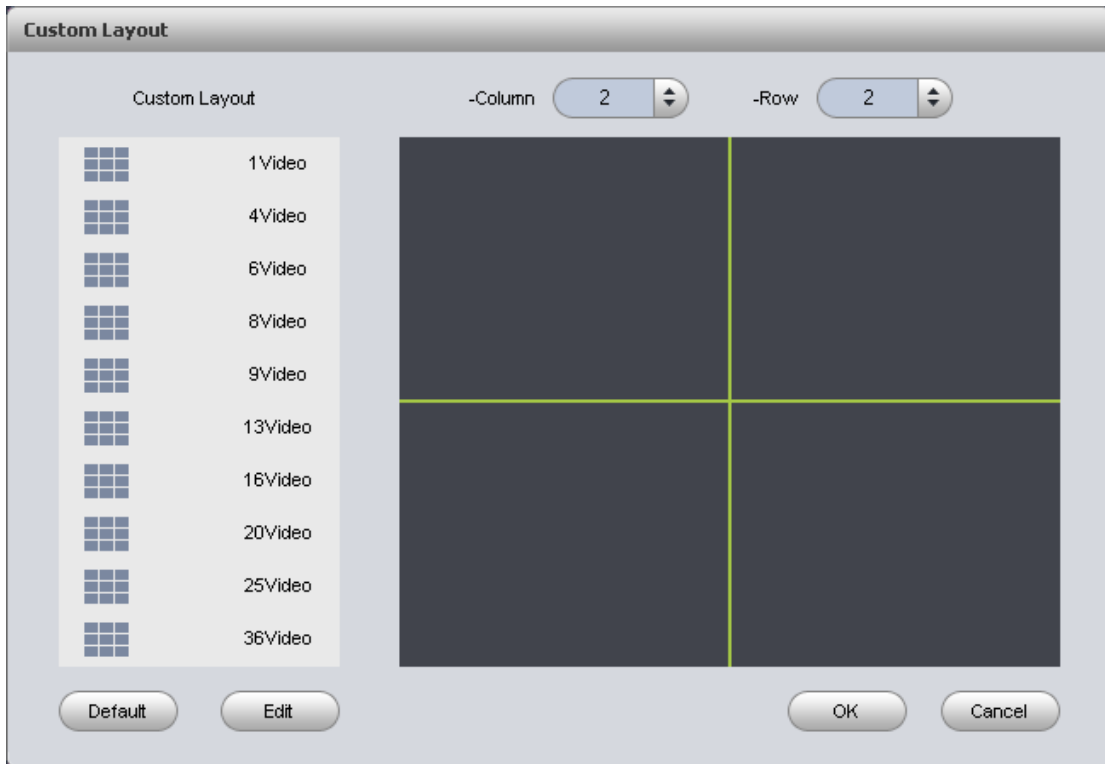 Custom Layout
Custom Layout -Column 2 -Row 2
1Video
4Video
6Video
8Video
9Video
13Video
16Video
20Video
25Video
36Video
Default Edit OK Cancel